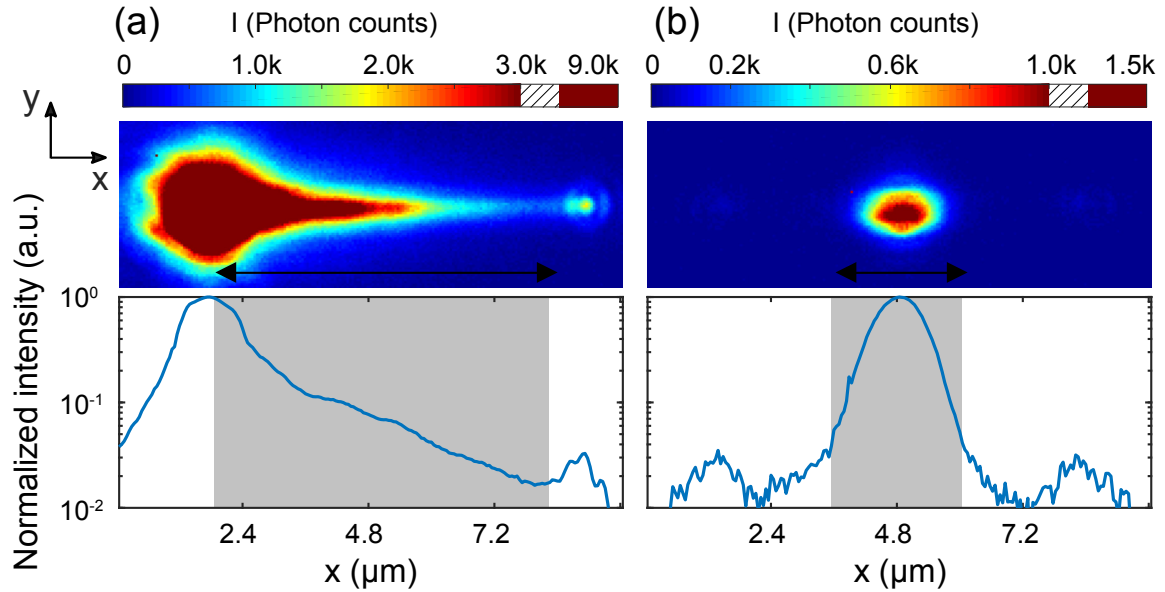 (a) I (Photon counts) (b) I (Photon counts)
0 1.0k 2.0k 3.0k 9.0k 0 0.2k 0.6k 1.0k 1.5k
y
x
Normalized intensity (a.u.)
10⁰
10⁻¹
10⁻²
2.4 4.8 7.2 2.4 4.8 7.2
x (μm) x (μm)